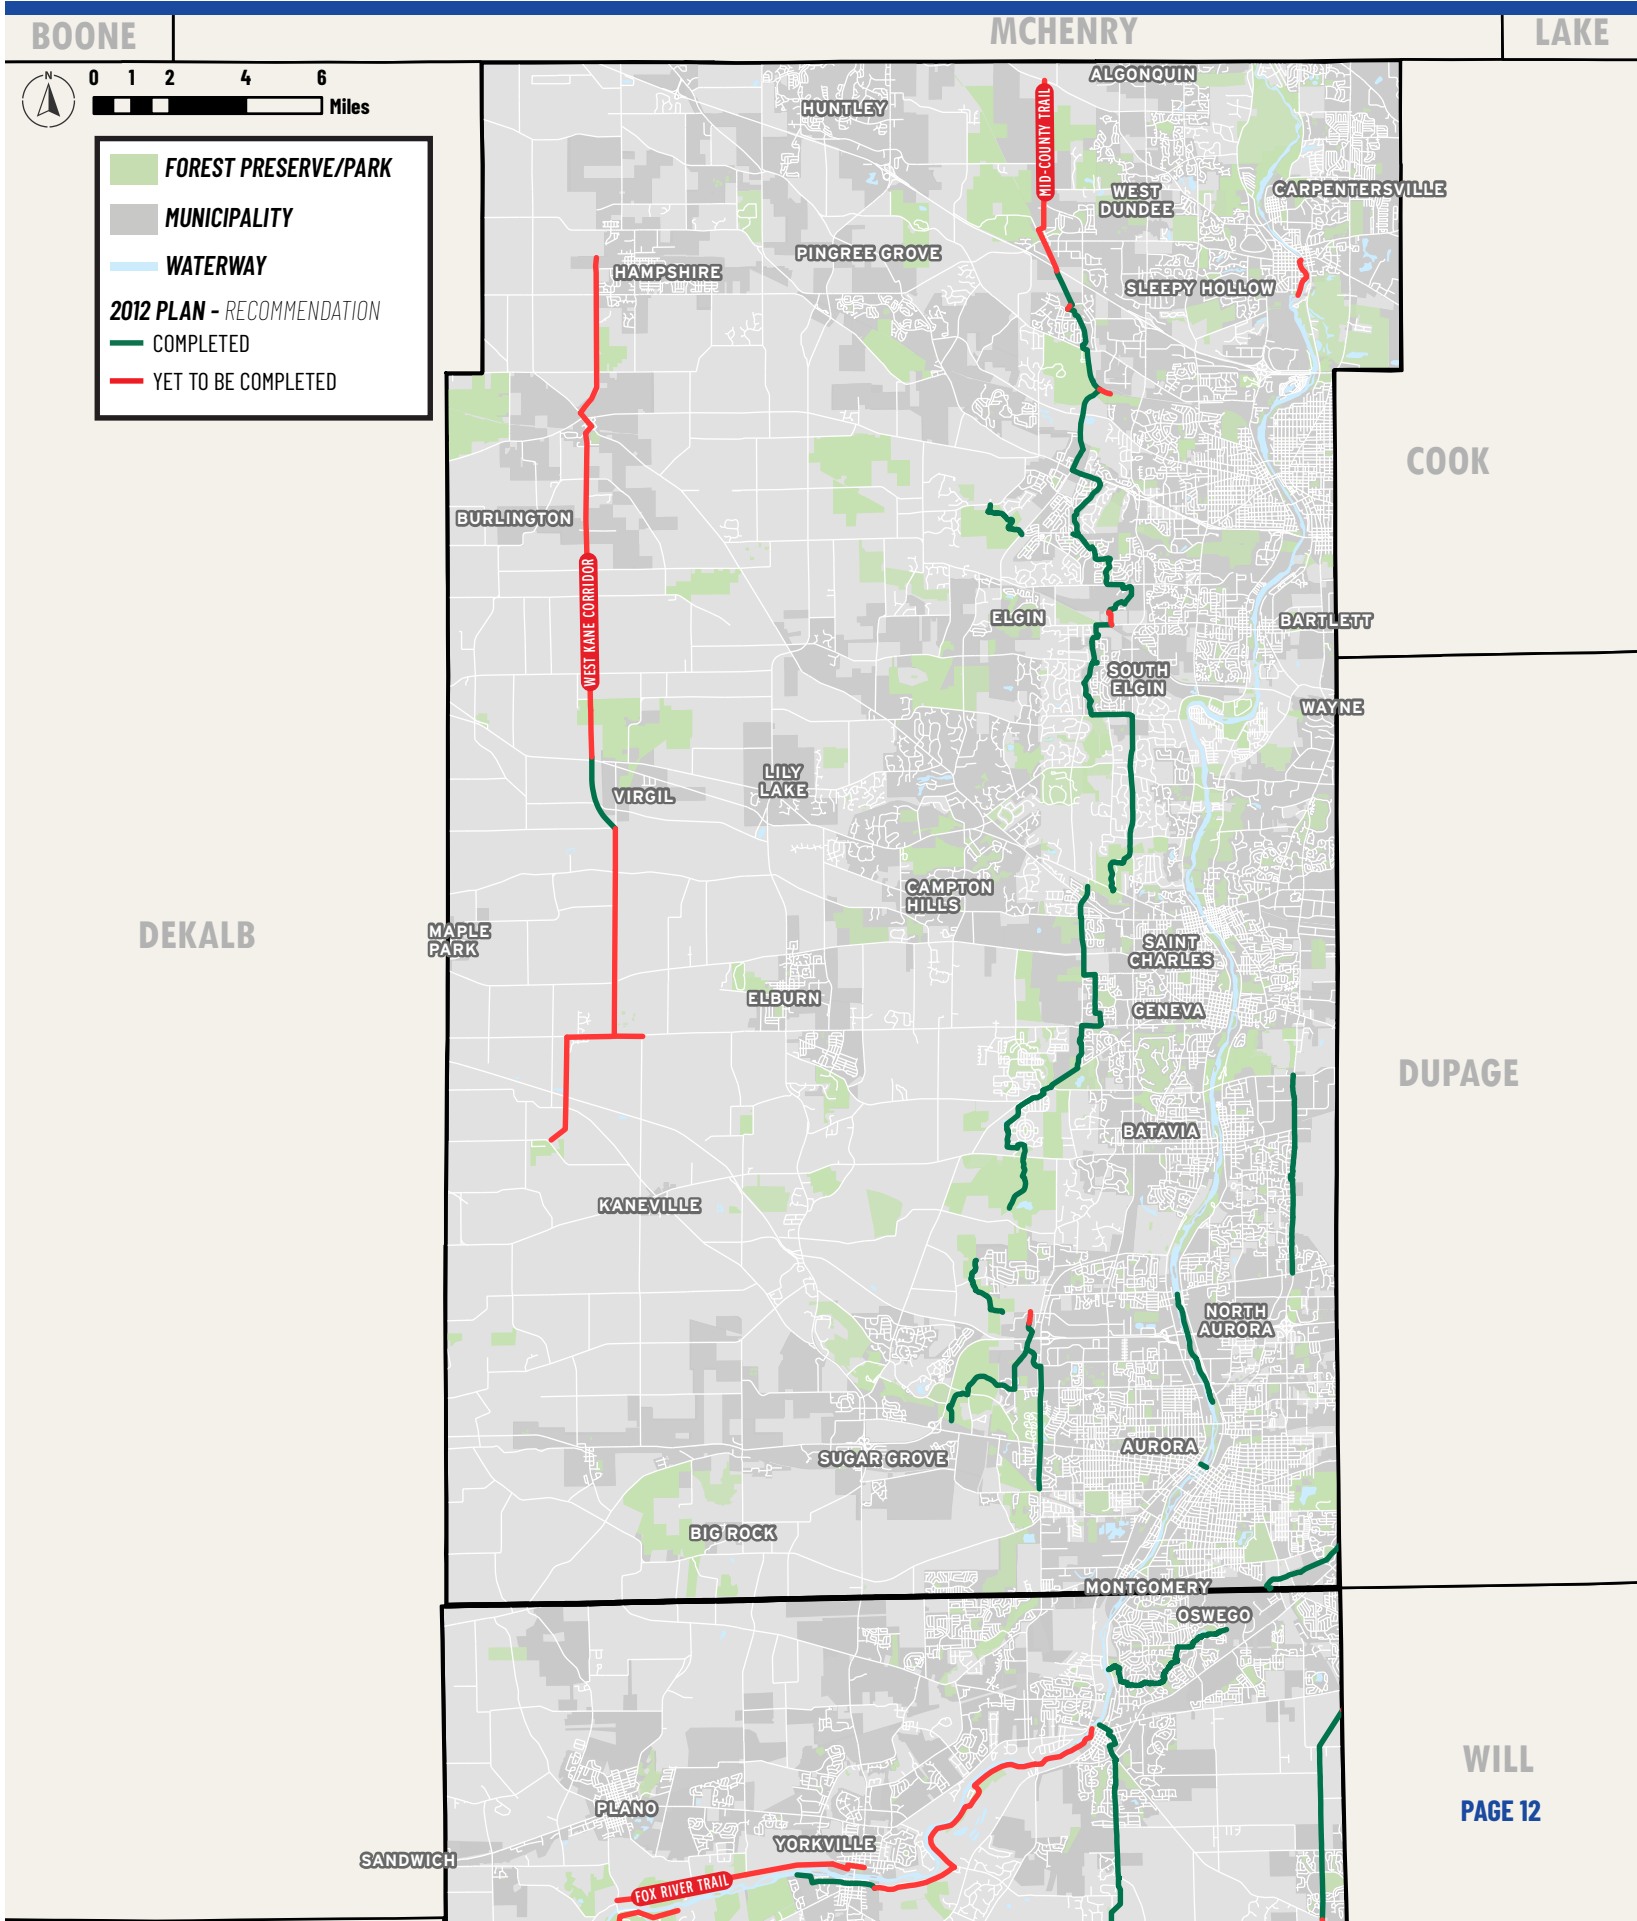 BOONE
MCHENRY
LAKE
N
0 1 2 4 6
Miles
FOREST PRESERVE/PARK
MUNICIPALITY
WATERWAY
2012 PLAN - RECOMMENDATION
COMPLETED
YET TO BE COMPLETED
ALGONQUIN
HUNTLEY
MID-COUNTY TRAIL
CARPENTERSVILLE
WEST
DUNDEE
PINGREE GROVE
HAMPSHIRE
SLEEPY HOLLOW
COOK
BURLINGTON
WEST KANE CORRIDOR
ELGIN
BARTLETT
SOUTH
ELGIN
WAYNE
LILY
LAKE
VIRGIL
CAMPTON
HILLS
DEKALB
MAPLE
PARK
SAINT
CHARLES
ELBURN
GENEVA
DUPAGE
BATAVIA
KANEVILLE
NORTH
AURORA
AURORA
SUGAR GROVE
BIG ROCK
MONTGOMERY
OSWEGO
WILL
PAGE 12
PLANO
YORKVILLE
SANDWICH
FOX RIVER TRAIL